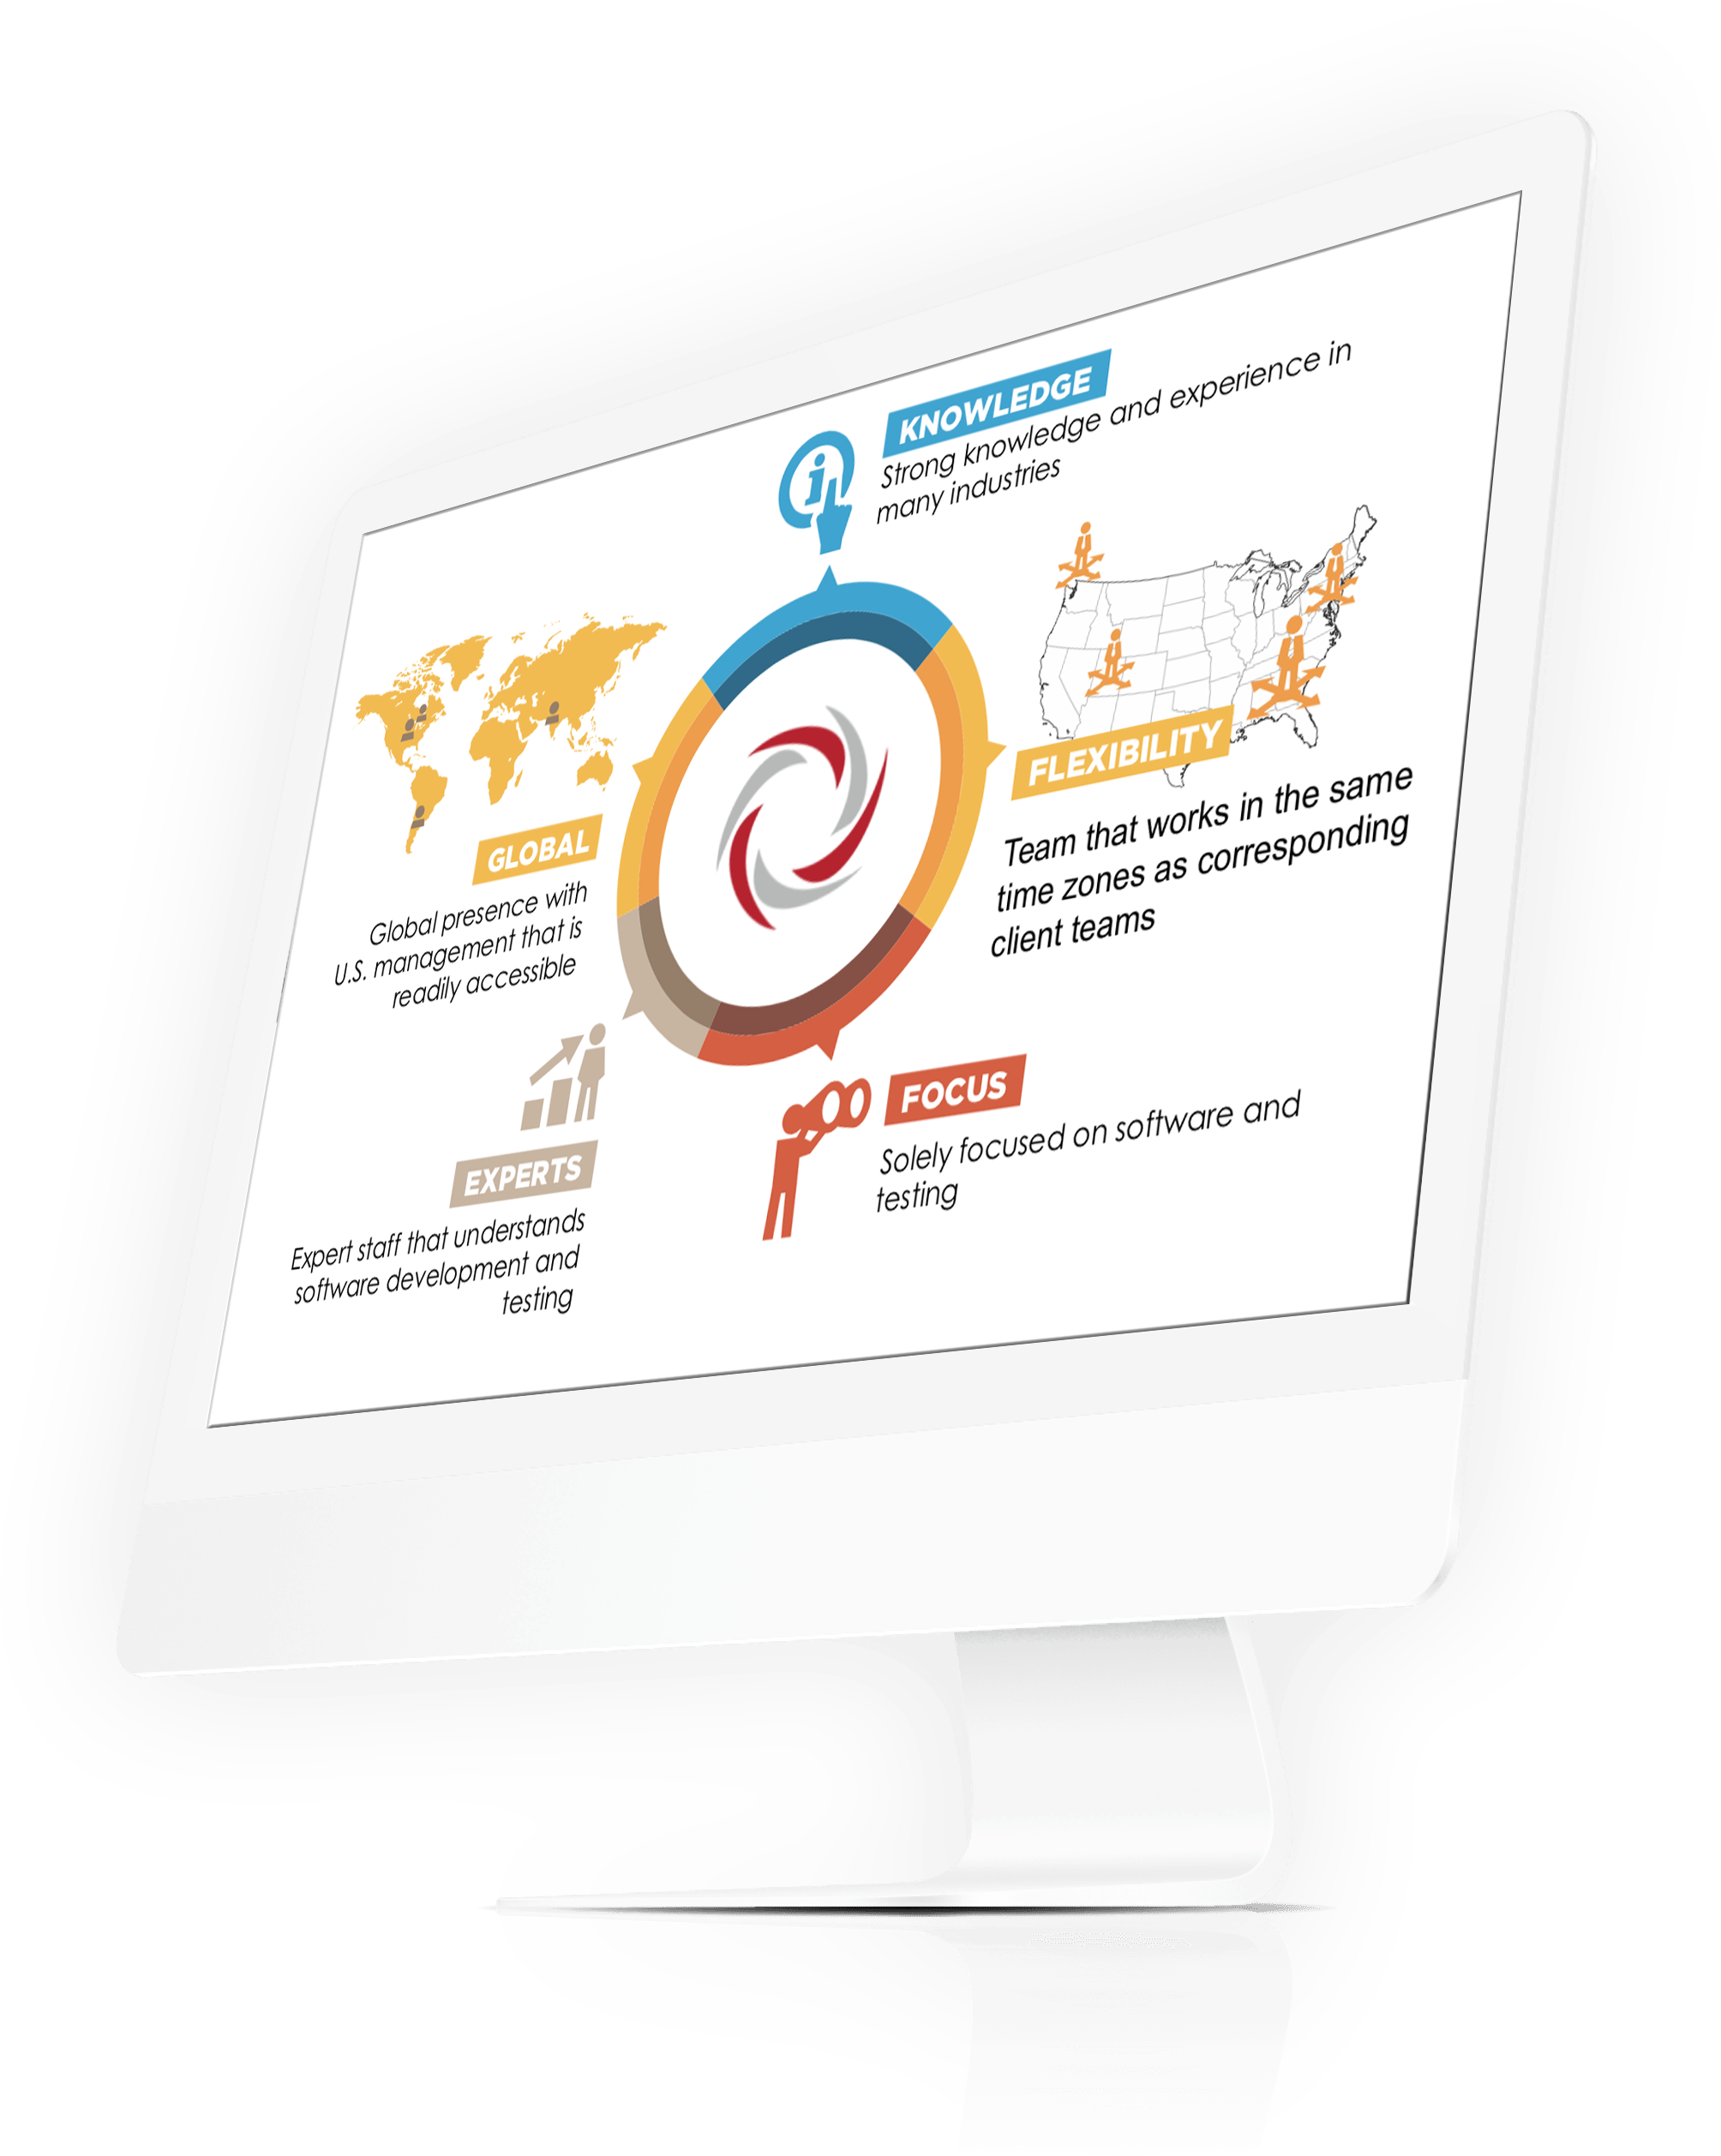 KNOWLEDGE
Strong knowledge and experience in
many industries
FLEXIBILITY
Team that works in the same
time zones as corresponding
client teams
GLOBAL
Global presence with
U.S. management that is
readily accessible
FOCUS
Solely focused on software and
testing
EXPERTS
Expert staff that understands
software development and
testing